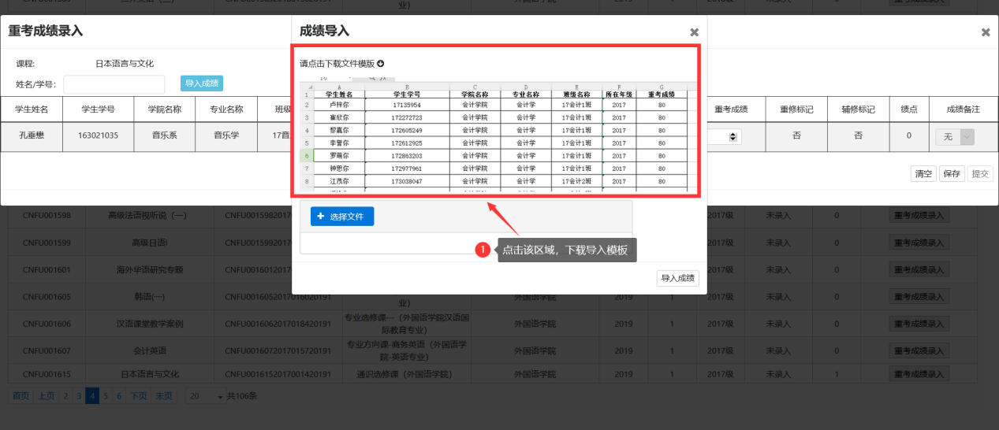 业)
重考成绩录入
成绩导入
课程: 日本语言与文化
请点击下载文件模版
姓名/学号: 导入成绩
A B C D E F G
1 学生姓名 学生学号 学院名称 专业名称 班级名称 所在年级 重考成绩
2 卢梓你 17135954 会计学院 会计学 17会计1班 2017 80
3 崔欣你 172272723 会计学院 会计学 17会计1班 2017 80
4 黎嘉你 172605249 会计学院 会计学 17会计1班 2017 80
5 李誉你 172612925 会计学院 会计学 17会计1班 2017 80
6 罗萌你 172863203 会计学院 会计学 17会计1班 2017 80
7 钟思你 172977961 会计学院 会计学 17会计1班 2017 80
8 江茂你 173038047 会计学院 会计学 17会计2班 2017 80
学生姓名 学生学号 学院名称 专业名称 班级 重考成绩 重修标记 辅修标记 绩点 成绩备注
孔垂懋 163021035 音乐系 音乐学 17音 否 否 0 无
清空 保存 提交
选择文件
1 点击该区域，下载导入模板
导入成绩
CNFU001598 高级法语视听说（一） CNFU0015982017 2017级 未录入 0 重考成绩录入
CNFU001599 高级日语I CNFU0015992017 2017级 未录入 0 重考成绩录入
CNFU001601 海外华语研究专题 CNFU0016012017 2017级 未录入 0 重考成绩录入
CNFU001605 韩语(一) CNFU0016052017016020191 业) 外国语学院 2019 1 2017级 未录入 0 重考成绩录入
CNFU001606 汉语课堂教学案例 CNFU0016062017018420191 专业选修课—（外国语学院汉语国
际教育专业） 外国语学院 2019 1 2017级 未录入 0 重考成绩录入
CNFU001607 会计英语 CNFU0016072017015720191 专业方向课-商务英语（外国语学
院-英语专业） 外国语学院 2019 1 2017级 未录入 0 重考成绩录入
CNFU001615 日本语言与文化 CNFU0016152017001420191 通识选修课（外国语学院） 外国语学院 2019 1 2017级 未录入 1 重考成绩录入
首页 上页 2 3 4 5 6 下页 末页 20 共106条